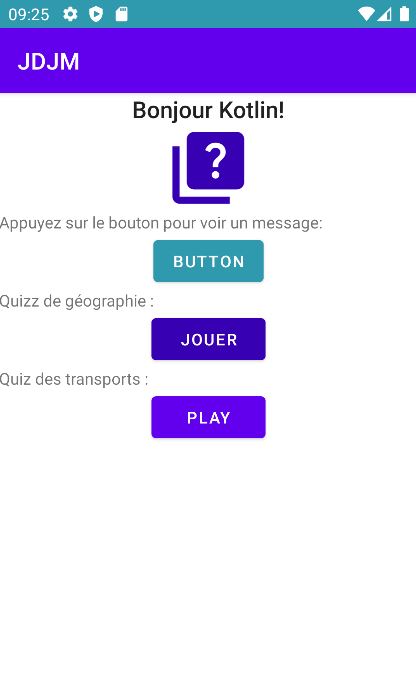 09:25
JDJM
Bonjour Kotlin!
?
Appuyez sur le bouton pour voir un message:
BUTTON
Quizz de géographie :
JOUER
Quiz des transports :
PLAY